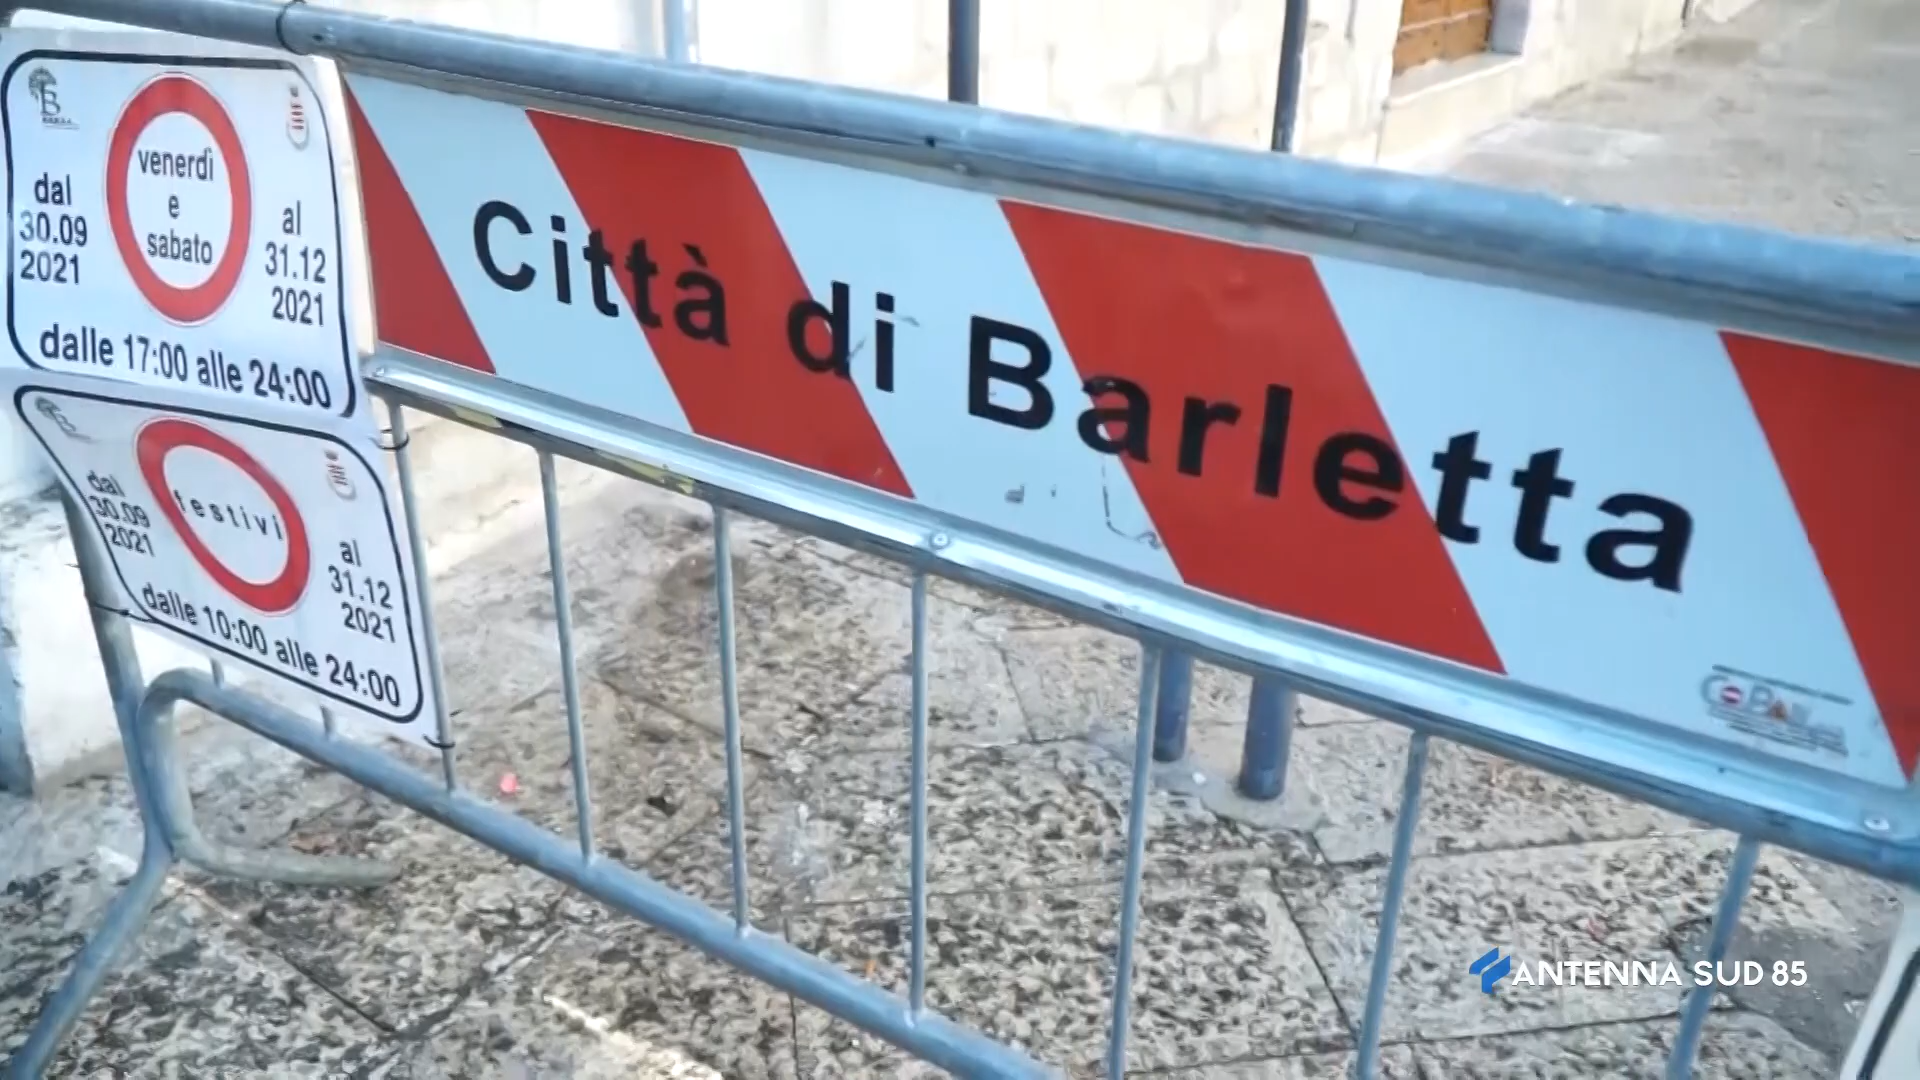 venerdì
e
sabato
dal
30.09
2021
al
31.12
2021
dalle 17:00 alle 24:00
festivi
dal
30.09
2021
al
31.12
2021
dalle 10:00 alle 24:00
Città di Barletta
ANTENNA SUD 85